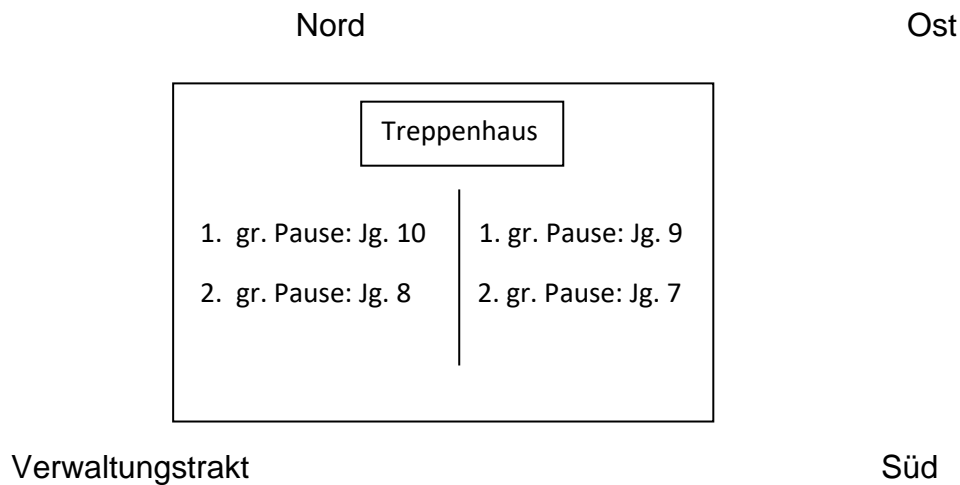 Nord Ost
Treppenhaus
1. gr. Pause: Jg. 10
2. gr. Pause: Jg. 8
1. gr. Pause: Jg. 9
2. gr. Pause: Jg. 7
Verwaltungstrakt Süd